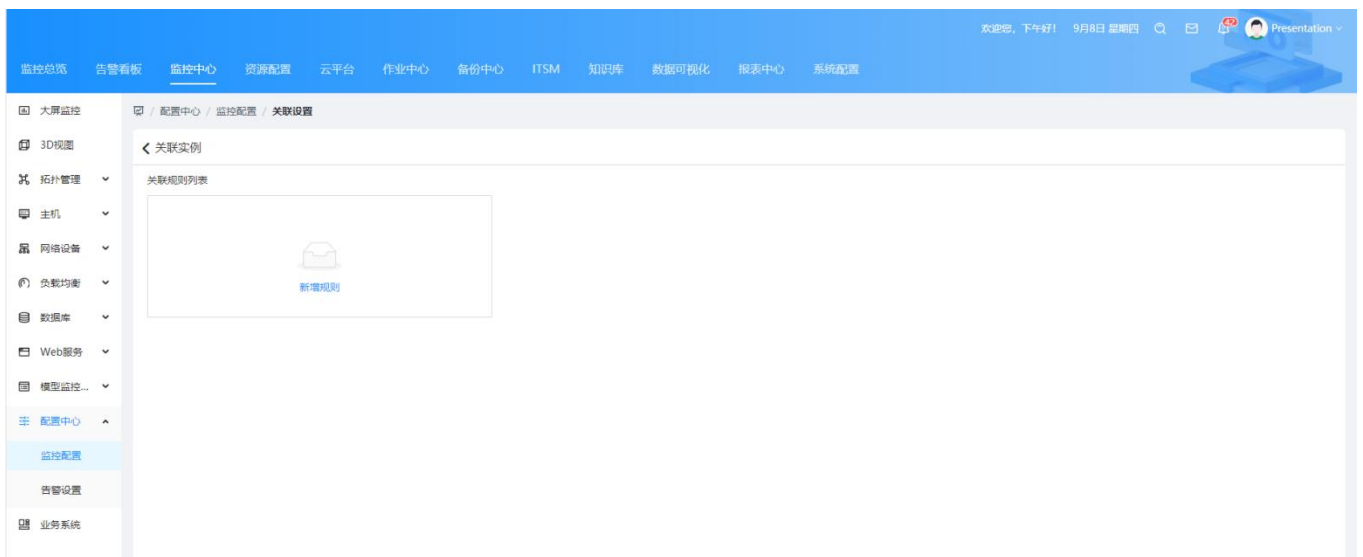 欢迎您，下午好! 9月8日 星期四 42 Presentation
监控总览 告警看板 监控中心 资源配置 云平台 作业中心 备份中心 ITSM 知识库 数据可视化 报表中心 系统配置
大屏监控
/ 配置中心 / 监控配置 / 关联设置
3D视图
关联实例
拓扑管理
关联规则列表
主机
网络设备
负载均衡
新增规则
数据库
Web服务
模型监控...
配置中心
监控配置
告警设置
业务系统